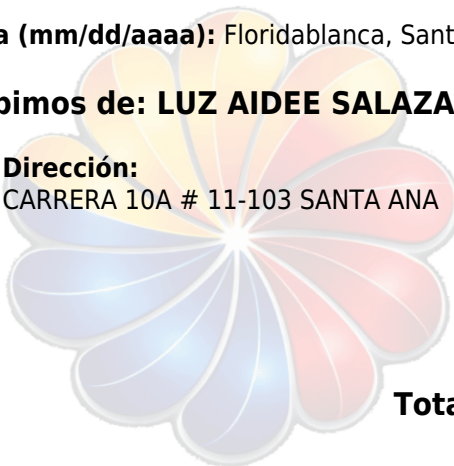 a (mm/dd/aaaa): Floridablanca, Sant
bimos de: LUZ AIDEE SALAZA
Dirección:
CARRERA 10A # 11-103 SANTA ANA
Tota